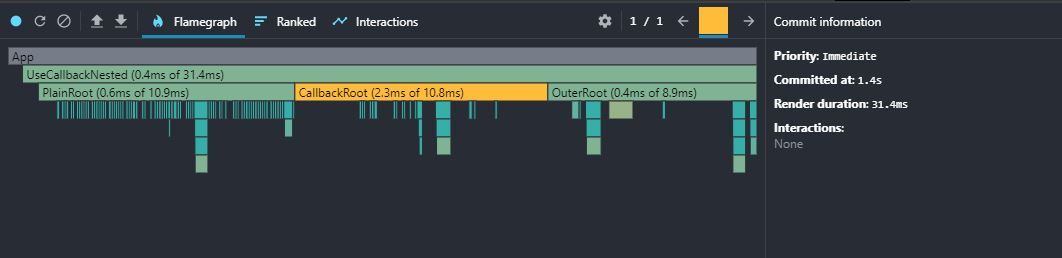 Flamegraph Ranked Interactions 1 / 1
Commit information
App
UseCallbackNested (0.4ms of 31.4ms)
PlainRoot (0.6ms of 10.9ms) CallbackRoot (2.3ms of 10.8ms) OuterRoot (0.4ms of 8.9ms)
Priority: Immediate
Committed at: 1.4s
Render duration: 31.4ms
Interactions:
None